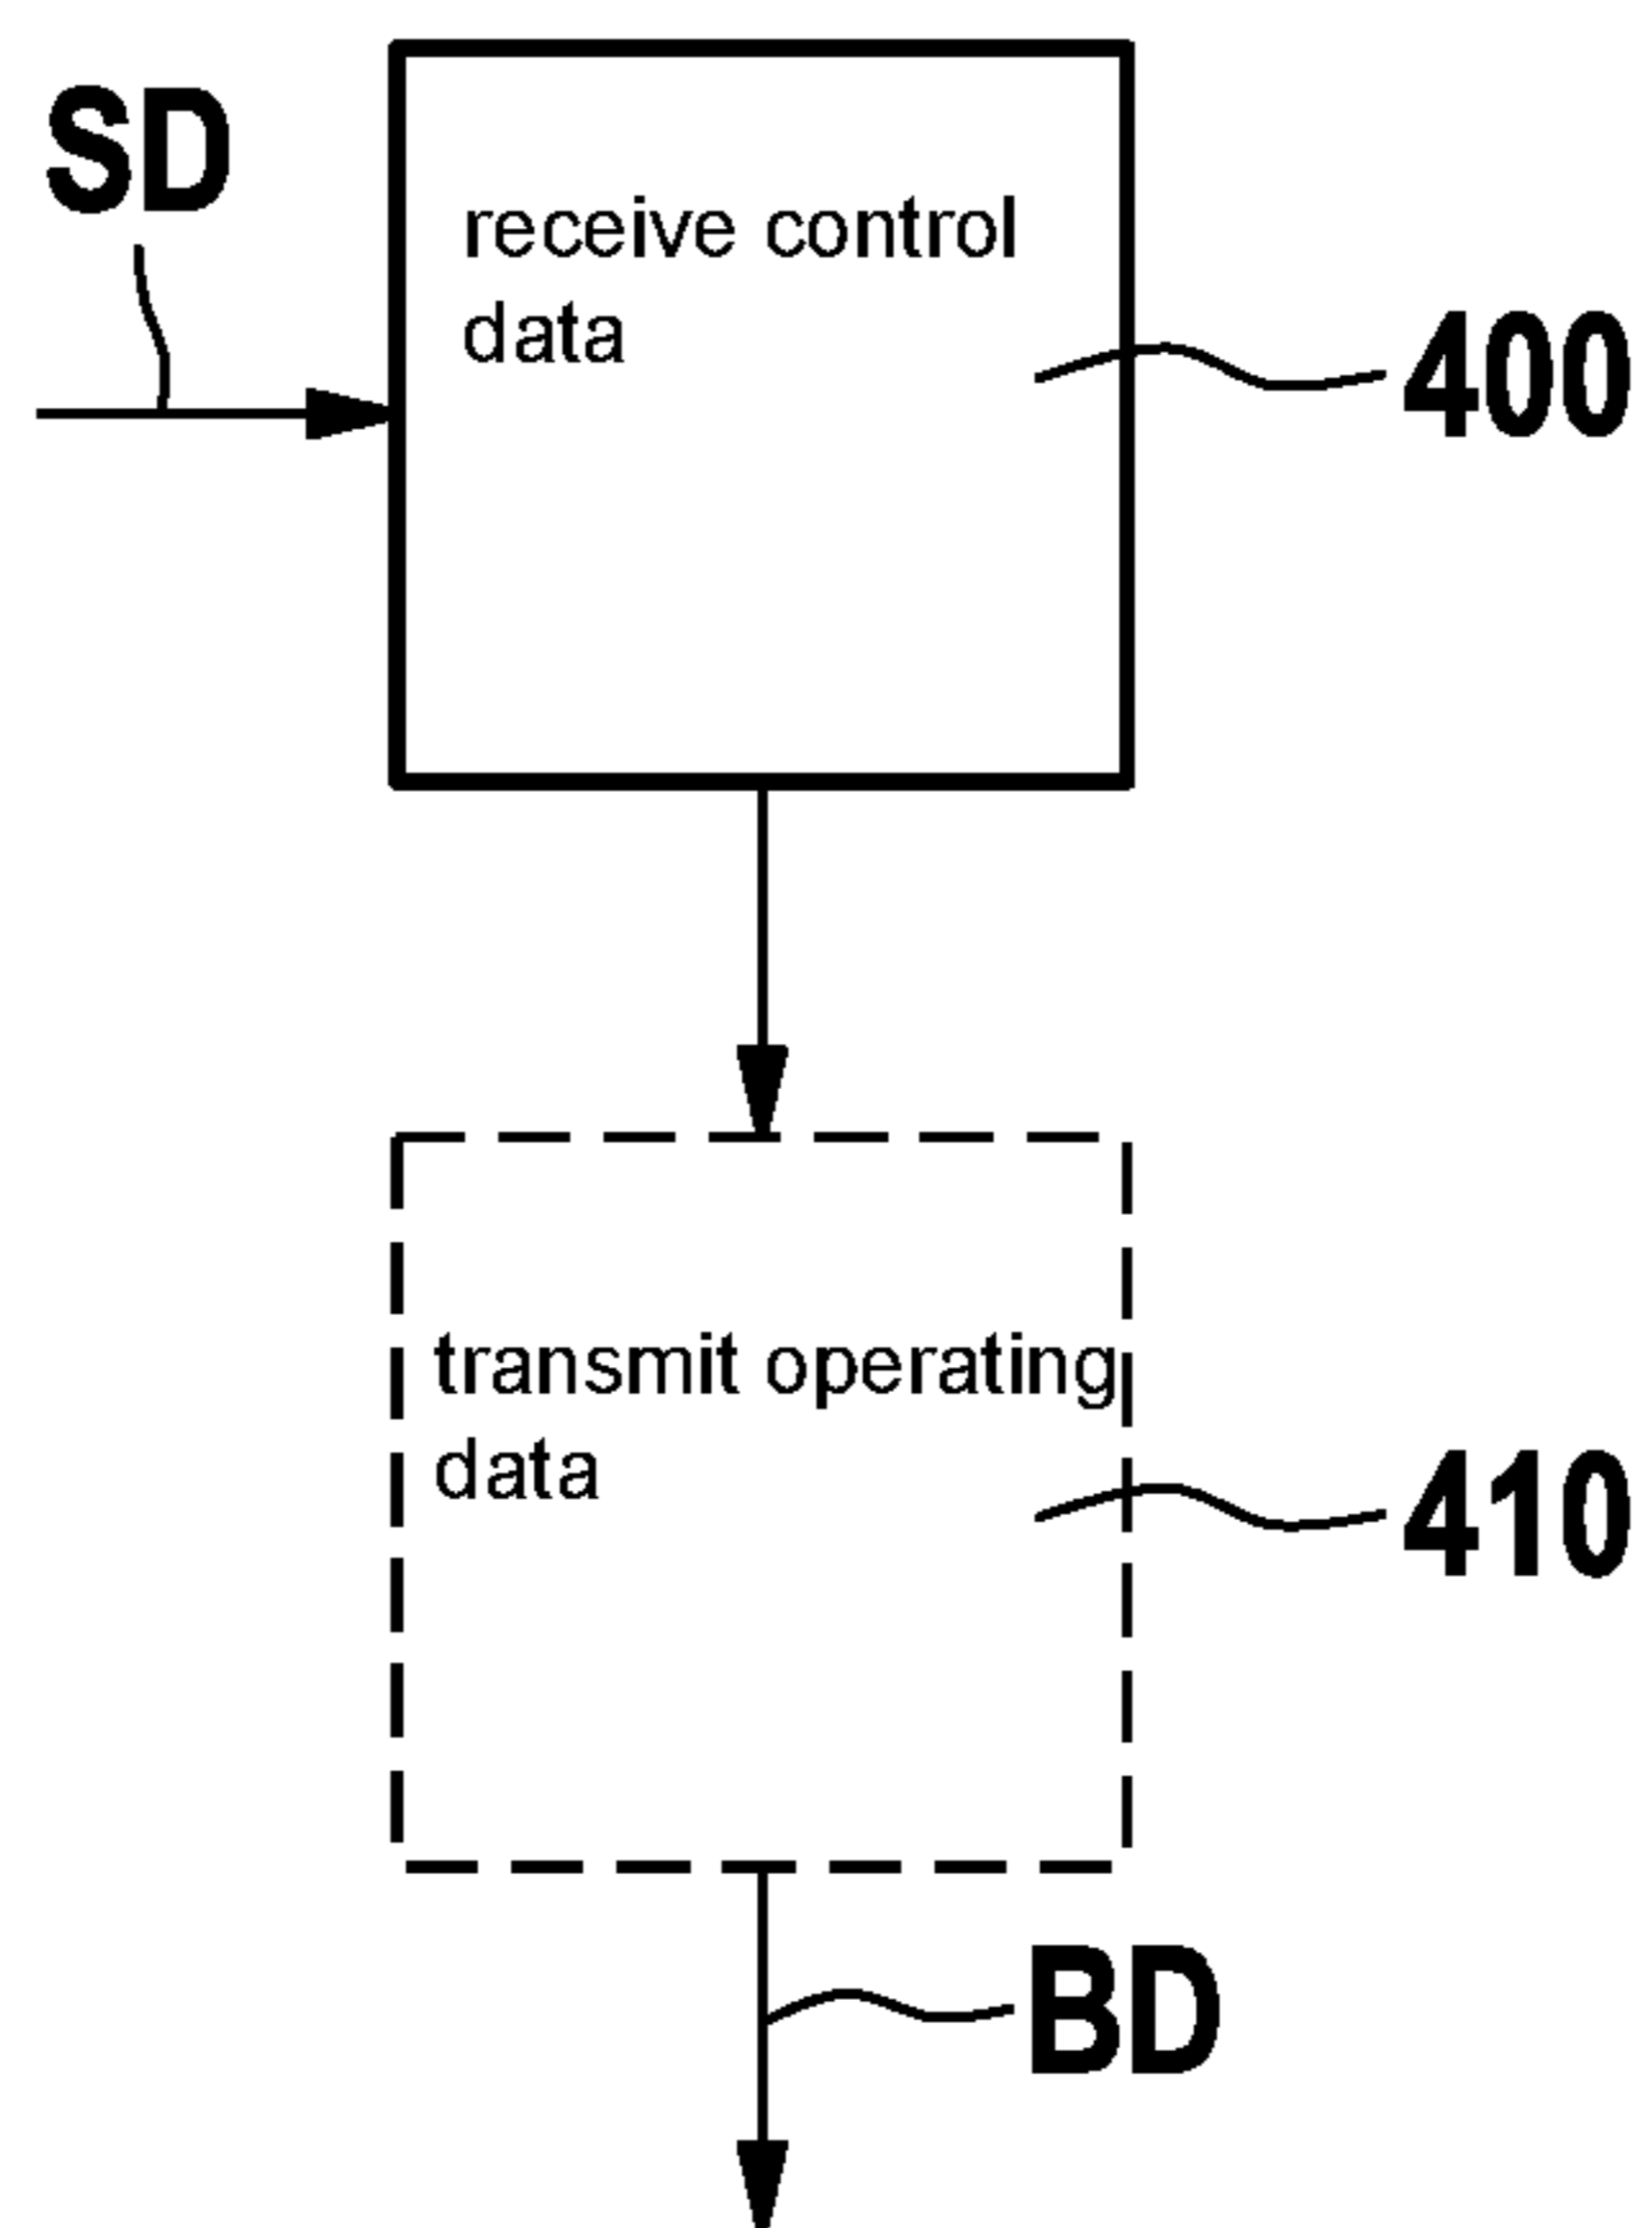 SD
receive control
data
400
transmit operating
data
410
BD